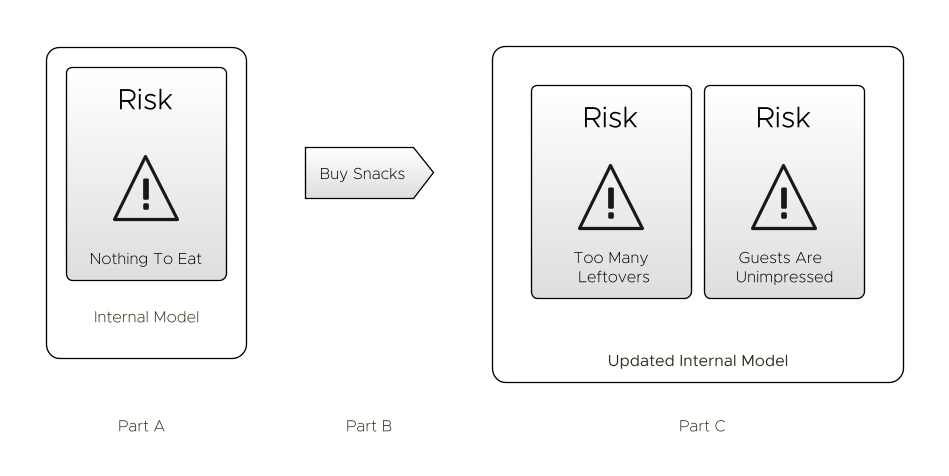 Risk
!
Nothing To Eat
Internal Model
Part A
Buy Snacks
Part B
Risk
!
Too Many
Leftovers
Risk
!
Guests Are
Unimpressed
Updated Internal Model
Part C